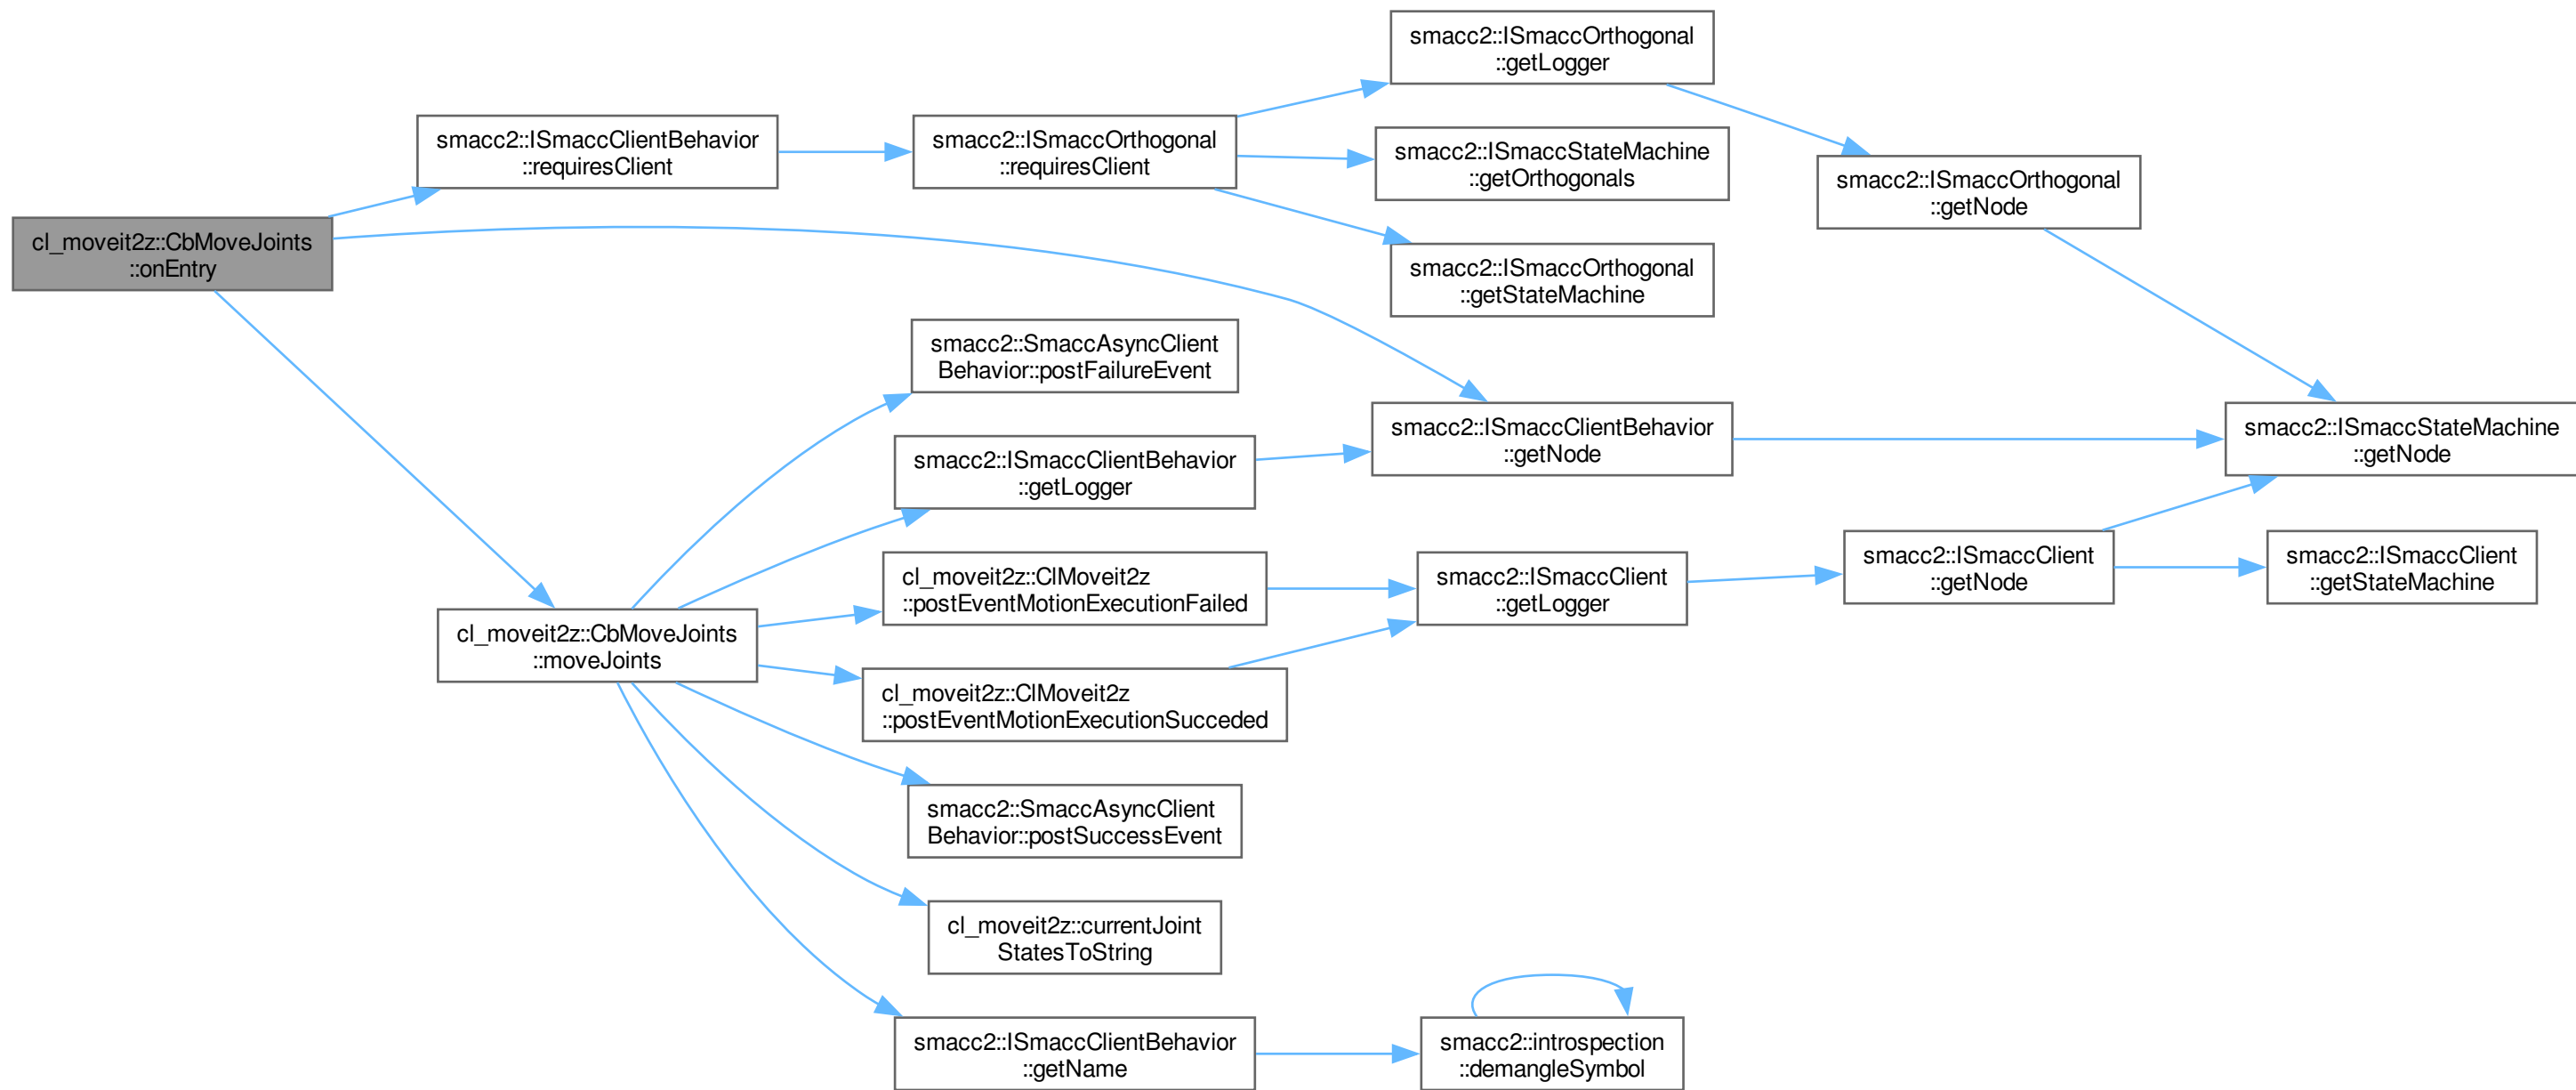 cl_moveit2z::CbMoveJoints
::onEntry
smacc2::ISmaccClientBehavior
::requiresClient
smacc2::ISmaccOrthogonal
::requiresClient
smacc2::ISmaccOrthogonal
::getLogger
smacc2::ISmaccStateMachine
::getOrthogonals
smacc2::ISmaccOrthogonal
::getStateMachine
smacc2::ISmaccOrthogonal
::getNode
smacc2::ISmaccStateMachine
::getNode
cl_moveit2z::CbMoveJoints
::moveJoints
smacc2::SmaccAsyncClient
Behavior::postFailureEvent
smacc2::ISmaccClientBehavior
::getLogger
smacc2::ISmaccClientBehavior
::getNode
cl_moveit2z::ClMoveit2z
::postEventMotionExecutionFailed
cl_moveit2z::ClMoveit2z
::postEventMotionExecutionSucceded
smacc2::ISmaccClient
::getLogger
smacc2::ISmaccClient
::getNode
smacc2::ISmaccClient
::getStateMachine
smacc2::SmaccAsyncClient
Behavior::postSuccessEvent
cl_moveit2z::currentJoint
StatesToString
smacc2::ISmaccClientBehavior
::getName
smacc2::introspection
::demangleSymbol